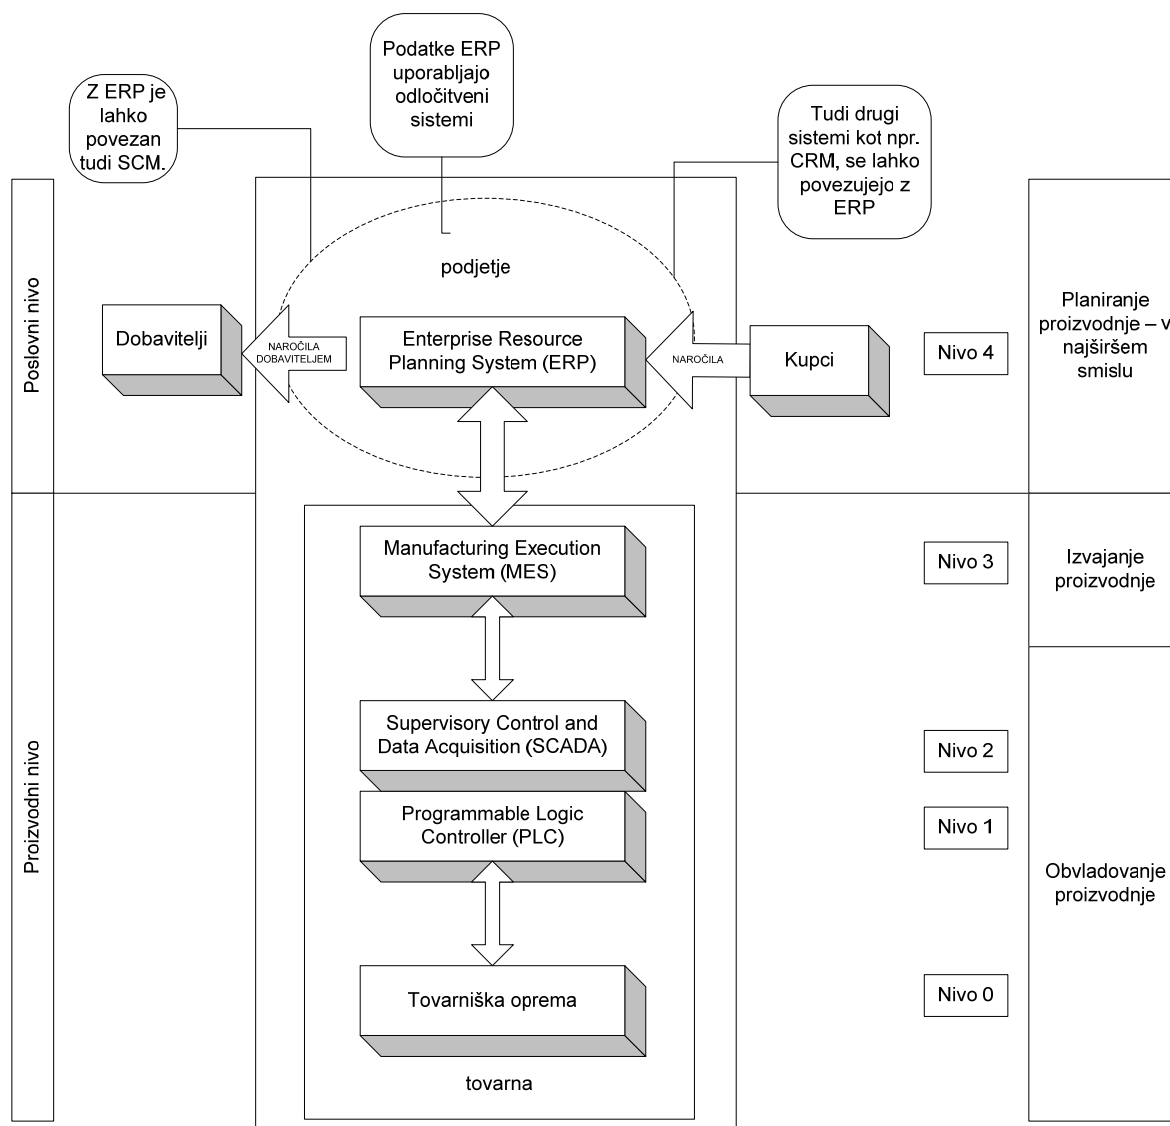 Podatke ERP
uporabljajo
odločitveni
sistemi
Z ERP je
lahko
povezan
tudi SCM.
Tudi drugi
sistemi kot npr.
CRM, se lahko
povezujejo z
ERP
Poslovni nivo
podjetje
Dobavitelji
NAROČILA
DOBAVITELJEM
Enterprise Resource
Planning System (ERP)
NAROČILA
Kupci
Nivo 4
Planiranje
proizvodnje – v
najširšem
smislu
Proizvodni nivo
Manufacturing Execution
System (MES)
Nivo 3
Izvajanje
proizvodnje
Supervisory Control and
Data Acquisition (SCADA)
Nivo 2
Programmable Logic
Controller (PLC)
Nivo 1
Obvladovanje
proizvodnje
Tovarniška oprema
Nivo 0
tovarna